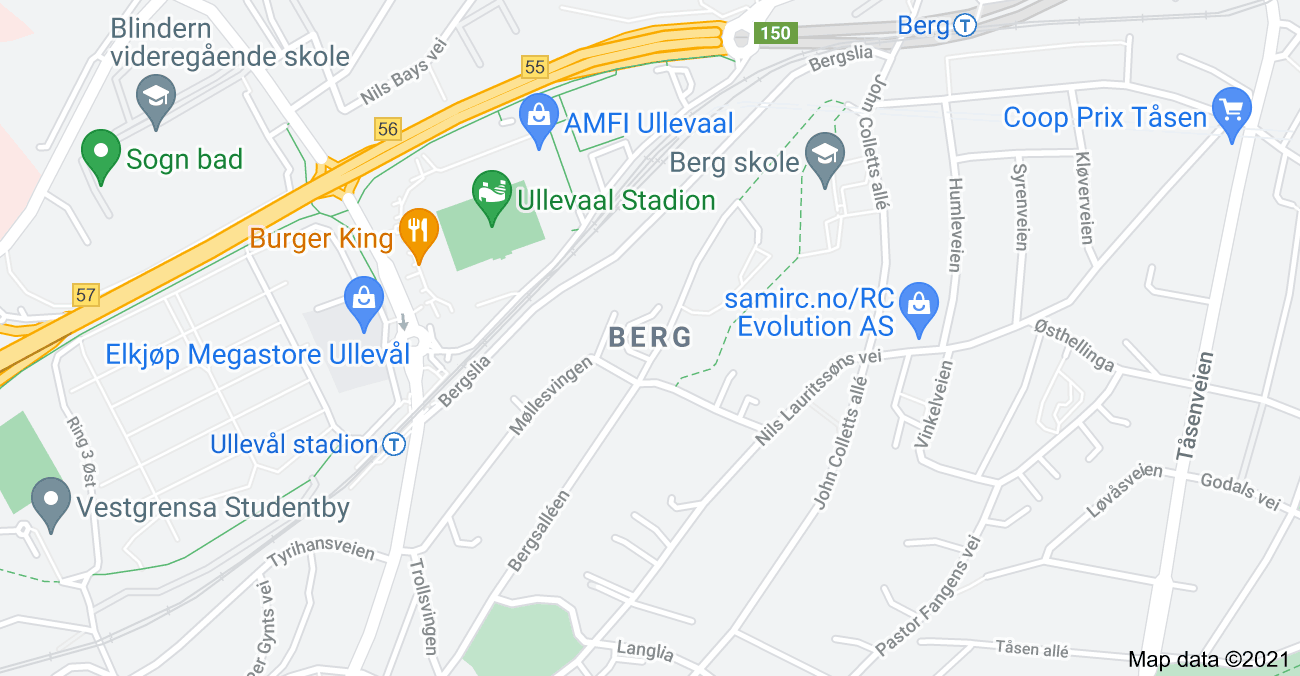 Blindern
videregående skole
Nils Bays vei
55
150
Berg T
Bergslia
John Colletts allé
56
Sogn bad
AMFI Ullevaal
Coop Prix Tåsen
Berg skole
Ullevaal Stadion
Burger King
Humleveien
Syrenveien
Kløverveien
57
Elkjøp Megastore Ullevål
BERG
samirc.no/RC
Evolution AS
Østhellinga
Bergslia
Møllesvingen
Nils Lauritssøns vei
John Colletts allé
Vinkelveien
Tåsenveien
Ring 3 Øst
Ullevål stadion T
Vestgrensa Studentby
Løvåsveien
Godals vei
Tyrihansveien
Trollsvingen
Bergsalléen
per Gynts vei
Pastor Fangens vei
Langlia
Tåsen allé
Map data ©2021